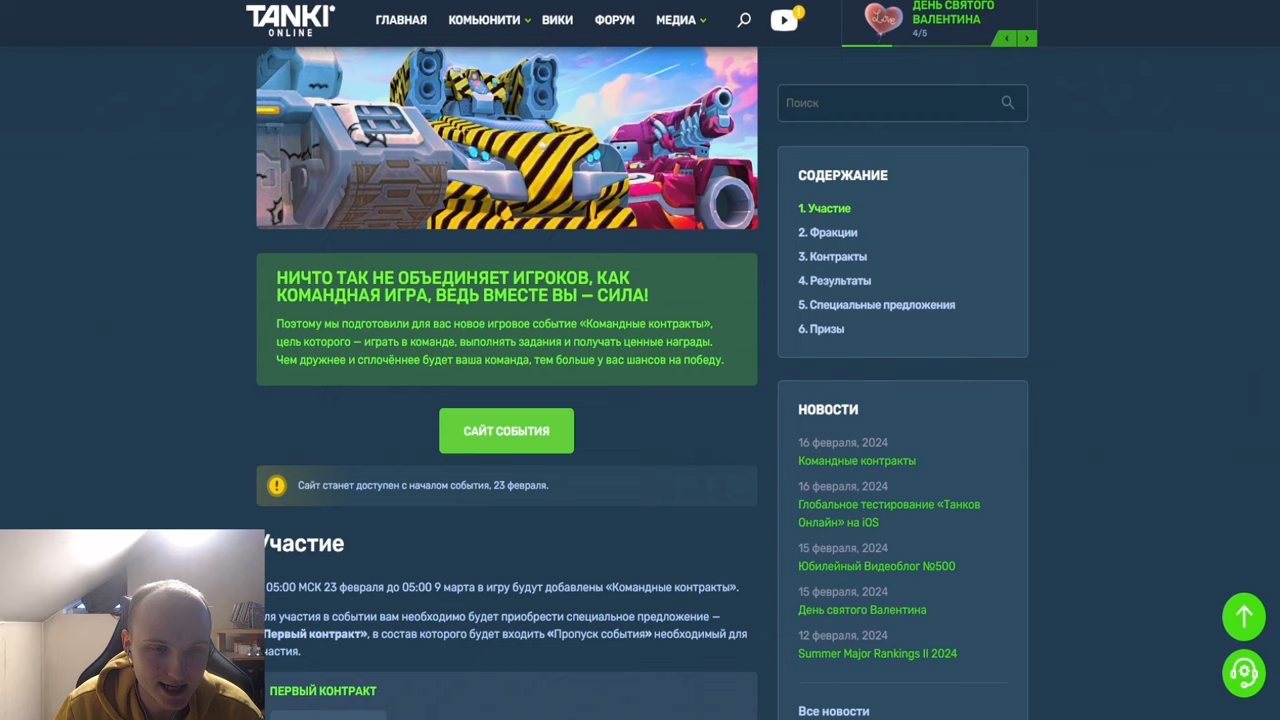 TANKI
ONLINE
ГЛАВНАЯ
КОМЬЮНИТИ
ВИКИ
ФОРУМ
МЕДИА
Love
ДЕНЬ СВЯТОГО
ВАЛЕНТИНА
4/5
Поиск
СОДЕРЖАНИЕ
1. Участие
2. Фракции
3. Контракты
4. Результаты
5. Специальные предложения
6. Призы
НИЧТО ТАК НЕ ОБЪЕДИНЯЕТ ИГРОКОВ, КАК
КОМАНДНАЯ ИГРА, ВЕДЬ ВМЕСТЕ ВЫ — СИЛА!
Поэтому мы подготовили для вас новое игровое событие «Командные контракты»,
цель которого — играть в команде, выполнять задания и получать ценные награды.
Чем дружнее и сплочённее будет ваша команда, тем больше у вас шансов на победу.
САЙТ СОБЫТИЯ
Сайт станет доступен с началом события, 23 февраля.
Участие
05:00 МСК 23 февраля до 05:00 9 марта в игру будут добавлены «Командные контракты».
ля участия в событии вам необходимо будет приобрести специальное предложение —
Первый контракт», в состав которого будет входить «Пропуск события» необходимый для
частия.
ПЕРВЫЙ КОНТРАКТ
НОВОСТИ
16 февраля, 2024
Командные контракты
16 февраля, 2024
Глобальное тестирование «Танков
Онлайн» на iOS
15 февраля, 2024
Юбилейный Видеоблог №500
15 февраля, 2024
День святого Валентина
12 февраля, 2024
Summer Major Rankings II 2024
Все новости